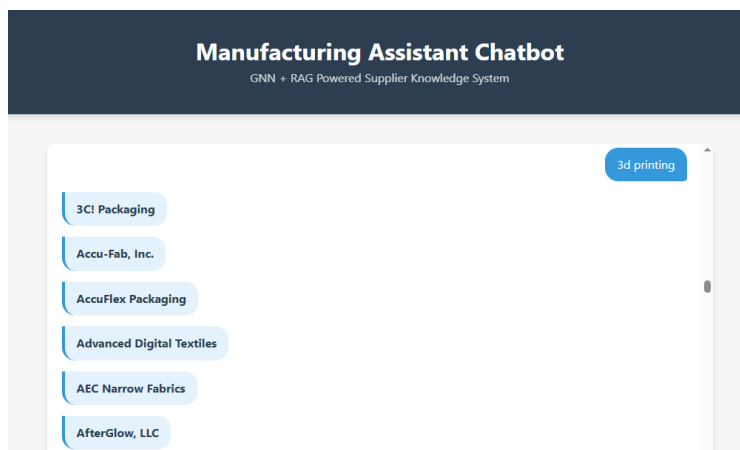 Manufacturing Assistant Chatbot
GNN + RAG Powered Supplier Knowledge System
3d printing
3C! Packaging
Accu-Fab, Inc.
AccuFlex Packaging
Advanced Digital Textiles
AEC Narrow Fabrics
AfterGlow, LLC